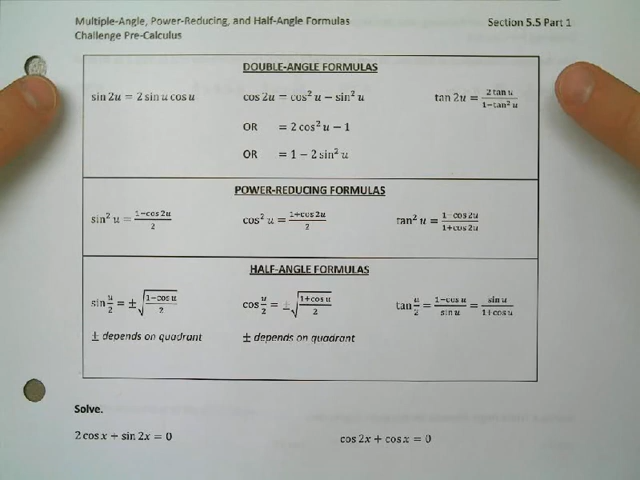 Multiple-Angle, Power-Reducing, and Half-Angle Formulas Section 5.5 Part 1
Challenge Pre-Calculus
DOUBLE-ANGLE FORMULAS
sin 2u = 2 sin u cos u cos 2u = cos² u − sin² u tan 2u = (2 tan u)/(1−tan² u)
OR = 2 cos² u − 1
OR = 1 − 2 sin² u
POWER-REDUCING FORMULAS
sin² u = (1−cos 2u)/2 cos² u = (1+cos 2u)/2 tan² u = (1−cos 2u)/(1+cos 2u)
HALF-ANGLE FORMULAS
sin u/2 = ±√((1−cos u)/2) cos u/2 = ±√((1+cos u)/2) tan u/2 = (1−cos u)/(sin u) = (sin u)/(1+cos u)
± depends on quadrant ± depends on quadrant
Solve.
2 cos x + sin 2x = 0 cos 2x + cos x = 0